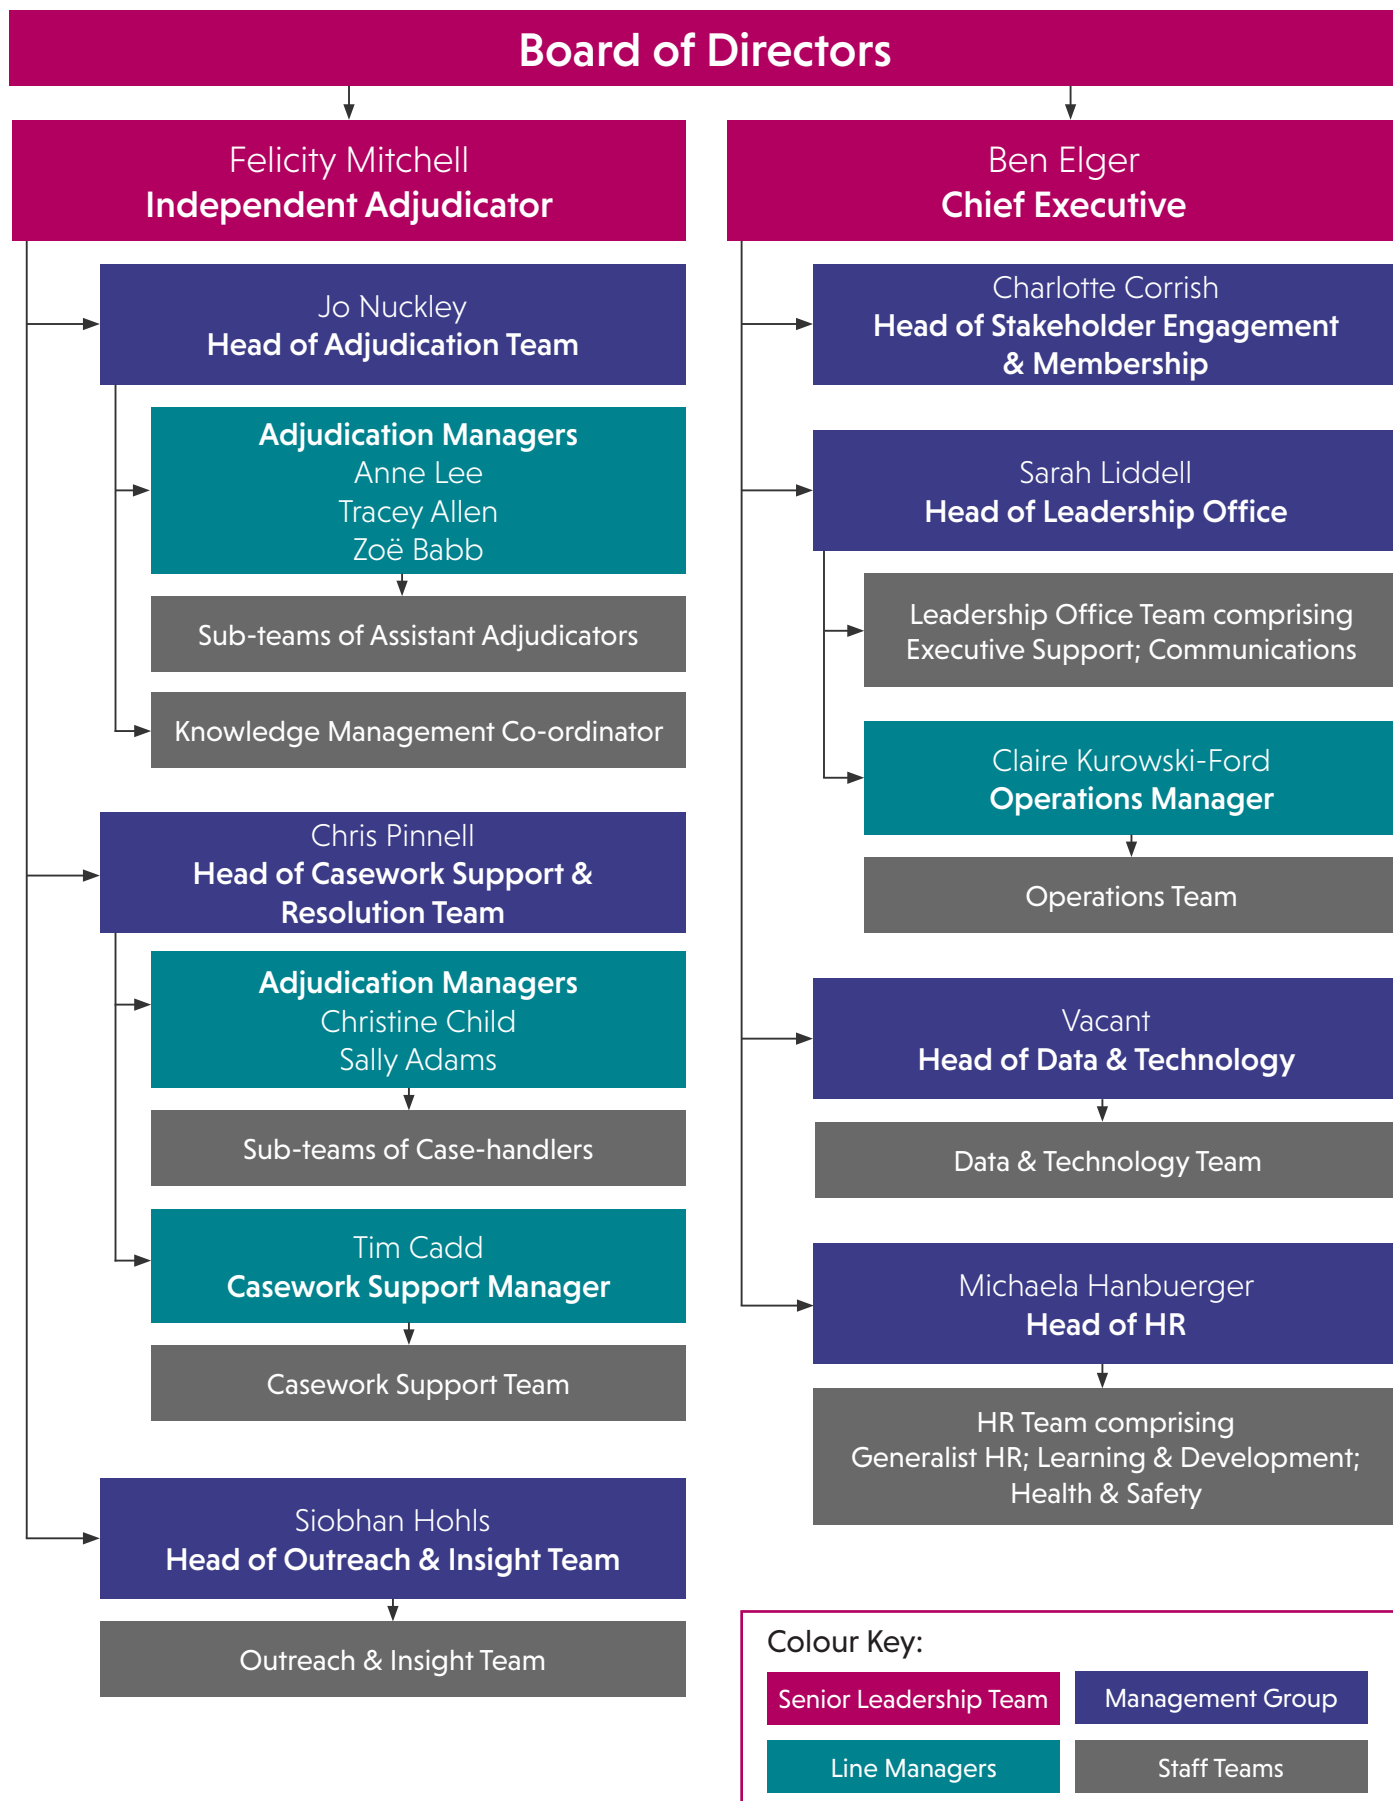 Board of Directors
Felicity Mitchell
Independent Adjudicator
Jo Nuckley
Head of Adjudication Team
Adjudication Managers
Anne Lee
Tracey Allen
Zoë Babb
Sub-teams of Assistant Adjudicators
Knowledge Management Co-ordinator
Chris Pinnell
Head of Casework Support &
Resolution Team
Adjudication Managers
Christine Child
Sally Adams
Sub-teams of Case-handlers
Tim Cadd
Casework Support Manager
Casework Support Team
Siobhan Hohls
Head of Outreach & Insight Team
Outreach & Insight Team
Ben Elger
Chief Executive
Charlotte Corrish
Head of Stakeholder Engagement
& Membership
Sarah Liddell
Head of Leadership Office
Leadership Office Team comprising
Executive Support; Communications
Claire Kurowski-Ford
Operations Manager
Operations Team
Vacant
Head of Data & Technology
Data & Technology Team
Michaela Hanbuerger
Head of HR
HR Team comprising
Generalist HR; Learning & Development;
Health & Safety
Colour Key:
Senior Leadership Team
Management Group
Line Managers
Staff Teams